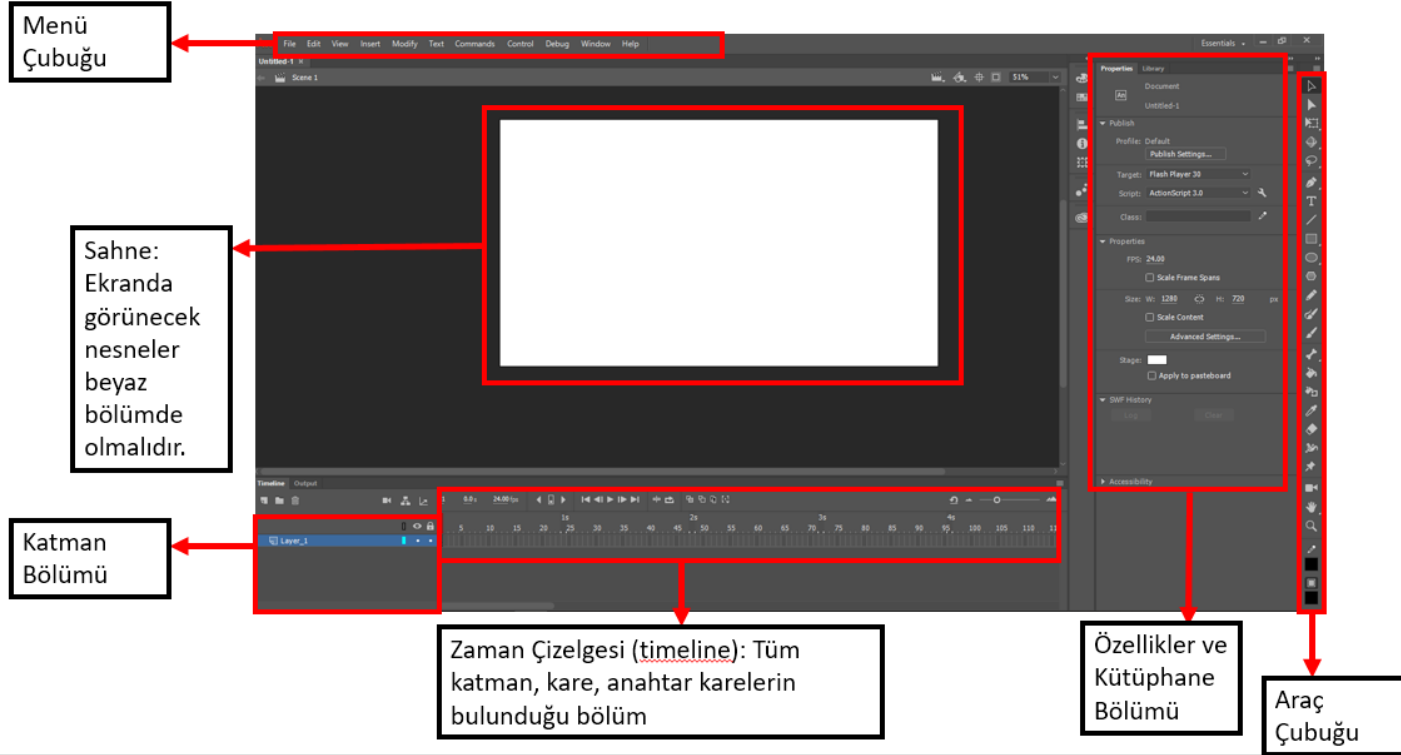 Menü
Çubuğu
File Edit View Insert Modify Text Commands Control Debug Window Help
Essentials
Untitled-1 ×
Scene 1
51%
Properties Library
Document
An
Untitled-1
Publish
Profile: Default
Publish Settings...
Target: Flash Player 30
Script: ActionScript 3.0
Class:
Properties
FPS: 24.00
Scale Frame Spans
Size: W: 1280 H: 720 px
Scale Content
Advanced Settings...
Stage:
Apply to pasteboard
SWF History
Log Clear
Accessibility
Sahne:
Ekranda
görünecek
nesneler
beyaz
bölümde
olmalıdır.
Timeline Output
1 0.0 s 24.00 fps
1s 2s 3s 4s
5 10 15 20 25 30 35 40 45 50 55 60 65 70 75 80 85 90 95 100 105 110
Layer_1
Katman
Bölümü
Zaman Çizelgesi (timeline): Tüm
katman, kare, anahtar karelerin
bulunduğu bölüm
Özellikler ve
Kütüphane
Bölümü
Araç
Çubuğu